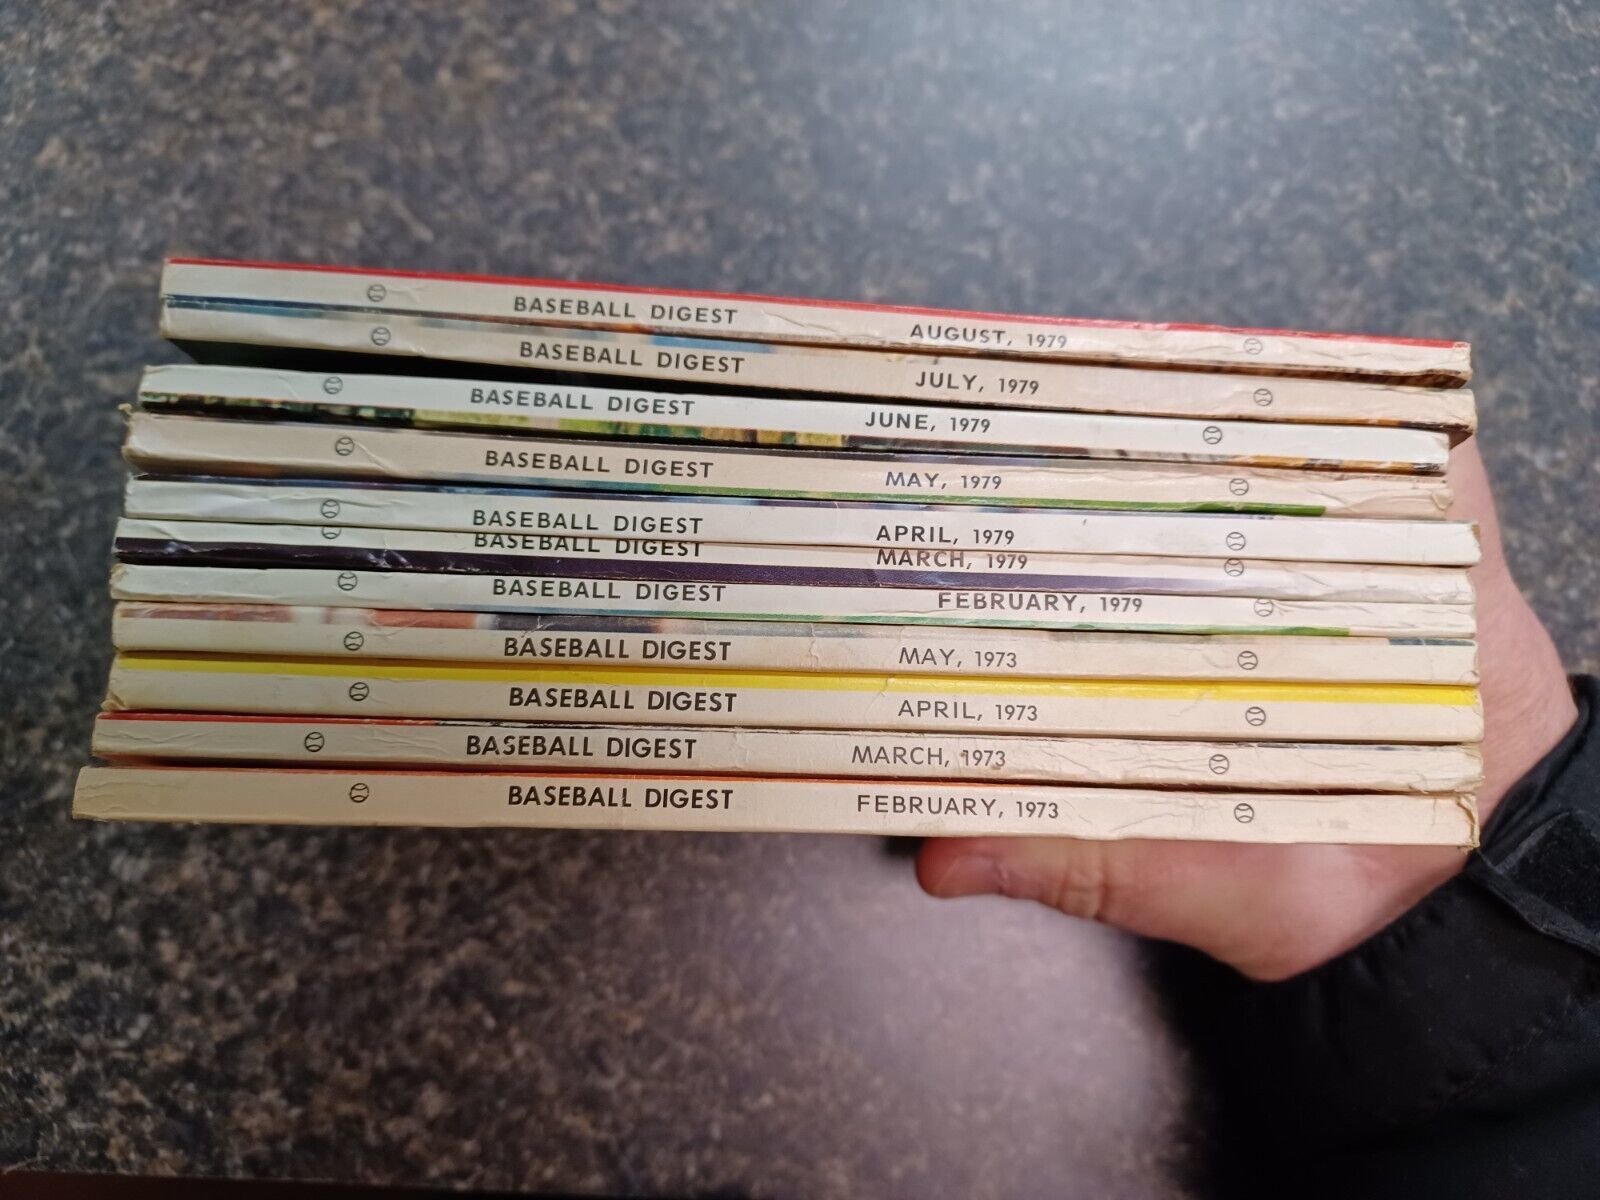 BASEBALL DIGEST AUGUST, 1979
BASEBALL DIGEST JULY, 1979
BASEBALL DIGEST JUNE, 1979
BASEBALL DIGEST MAY, 1979
BASEBALL DIGEST APRIL, 1979
BASEBALL DIGEST MARCH, 1979
BASEBALL DIGEST FEBRUARY, 1979
BASEBALL DIGEST MAY, 1973
BASEBALL DIGEST APRIL, 1973
BASEBALL DIGEST MARCH, 1973
BASEBALL DIGEST FEBRUARY, 1973